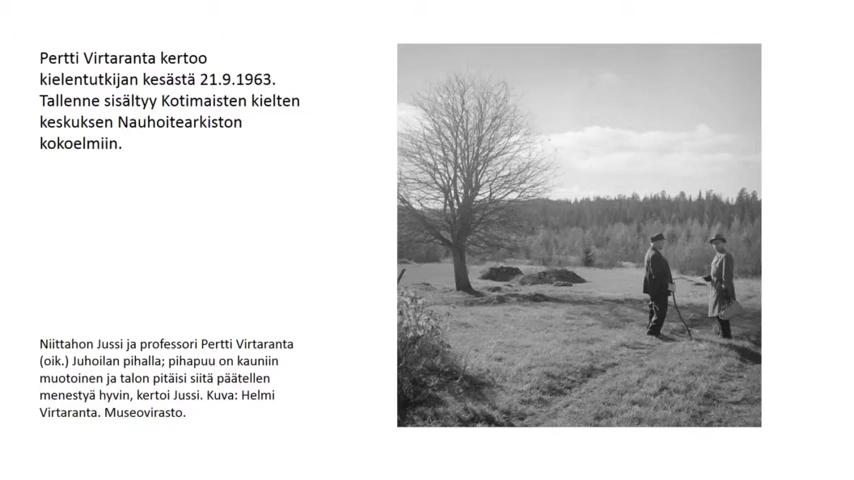 Pertti Virtaranta kertoo
kielentutkijan kesästä 21.9.1963.
Tallenne sisältyy Kotimaisten kielten
keskuksen Nauhoitearkiston
kokoelmiin.
Niittahon Jussi ja professori Pertti Virtaranta
(oik.) Juhoilan pihalla; pihapuu on kauniin
muotoinen ja talon pitäisi siitä päätellen
menestyä hyvin, kertoi Jussi. Kuva: Helmi
Virtaranta. Museovirasto.